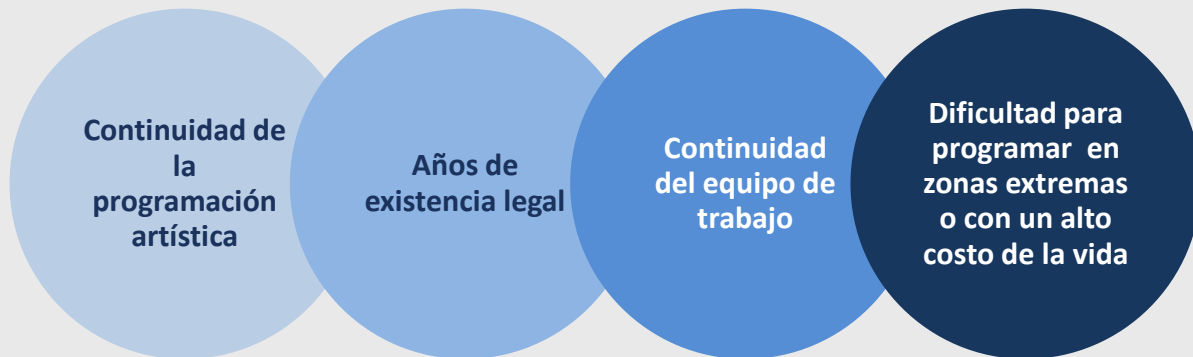 Continuidad de
la
programación
artística
Años de
existencia legal
Continuidad
del equipo de
trabajo
Dificultad para
programar en
zonas extremas
o con un alto
costo de la vida